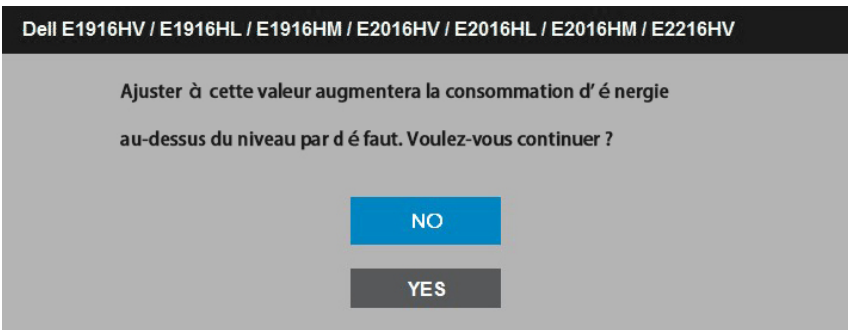 Dell E1916HV / E1916HL / E1916HM / E2016HV / E2016HL / E2016HM / E2216HV
Ajuster à cette valeur augmentera la consommation d’ é nergie
au-dessus du niveau par d é faut. Voulez-vous continuer ?
NO
YES